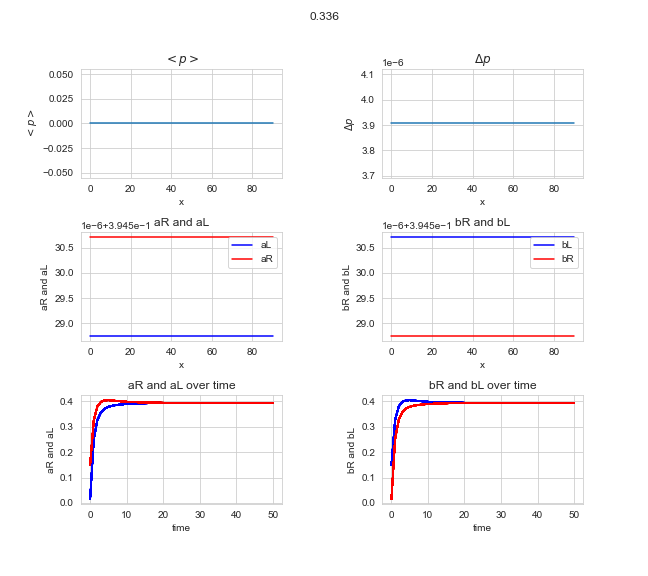 0.336
< p >
Δp
1e−6
0.050
0.025
0.000
−0.025
−0.050
< p >
0 20 40 60 80
x
4.1
4.0
3.9
3.8
3.7
Δp
0 20 40 60 80
x
aR and aL
1e−6+3.945e−1
30.5
30.0
29.5
29.0
aR and aL
aL
aR
0 20 40 60 80
x
bR and bL
1e−6+3.945e−1
30.5
30.0
29.5
29.0
bR and bL
bL
bR
0 20 40 60 80
x
aR and aL over time
0.4
0.3
0.2
0.1
0.0
aR and aL
0 10 20 30 40 50
time
bR and bL over time
0.4
0.3
0.2
0.1
0.0
bR and bL
0 10 20 30 40 50
time